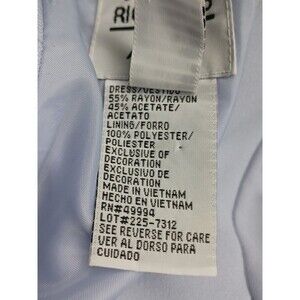 DRESS/VESTIDO
55% RAYON/RAYON
45% ACETATE/
ACETATO
LINING/FORRO
100% POLYESTER/
POLIESTER
EXCLUSIVE OF
DECORATION
EXCLUSIVO DE
DECORATION
MADE IN VIETNAM
HECHO EN VIETNAM
RN#49994
LOT#225-7312
SEE REVERSE FOR CARE
VER AL DORSO PARA
CUIDADO